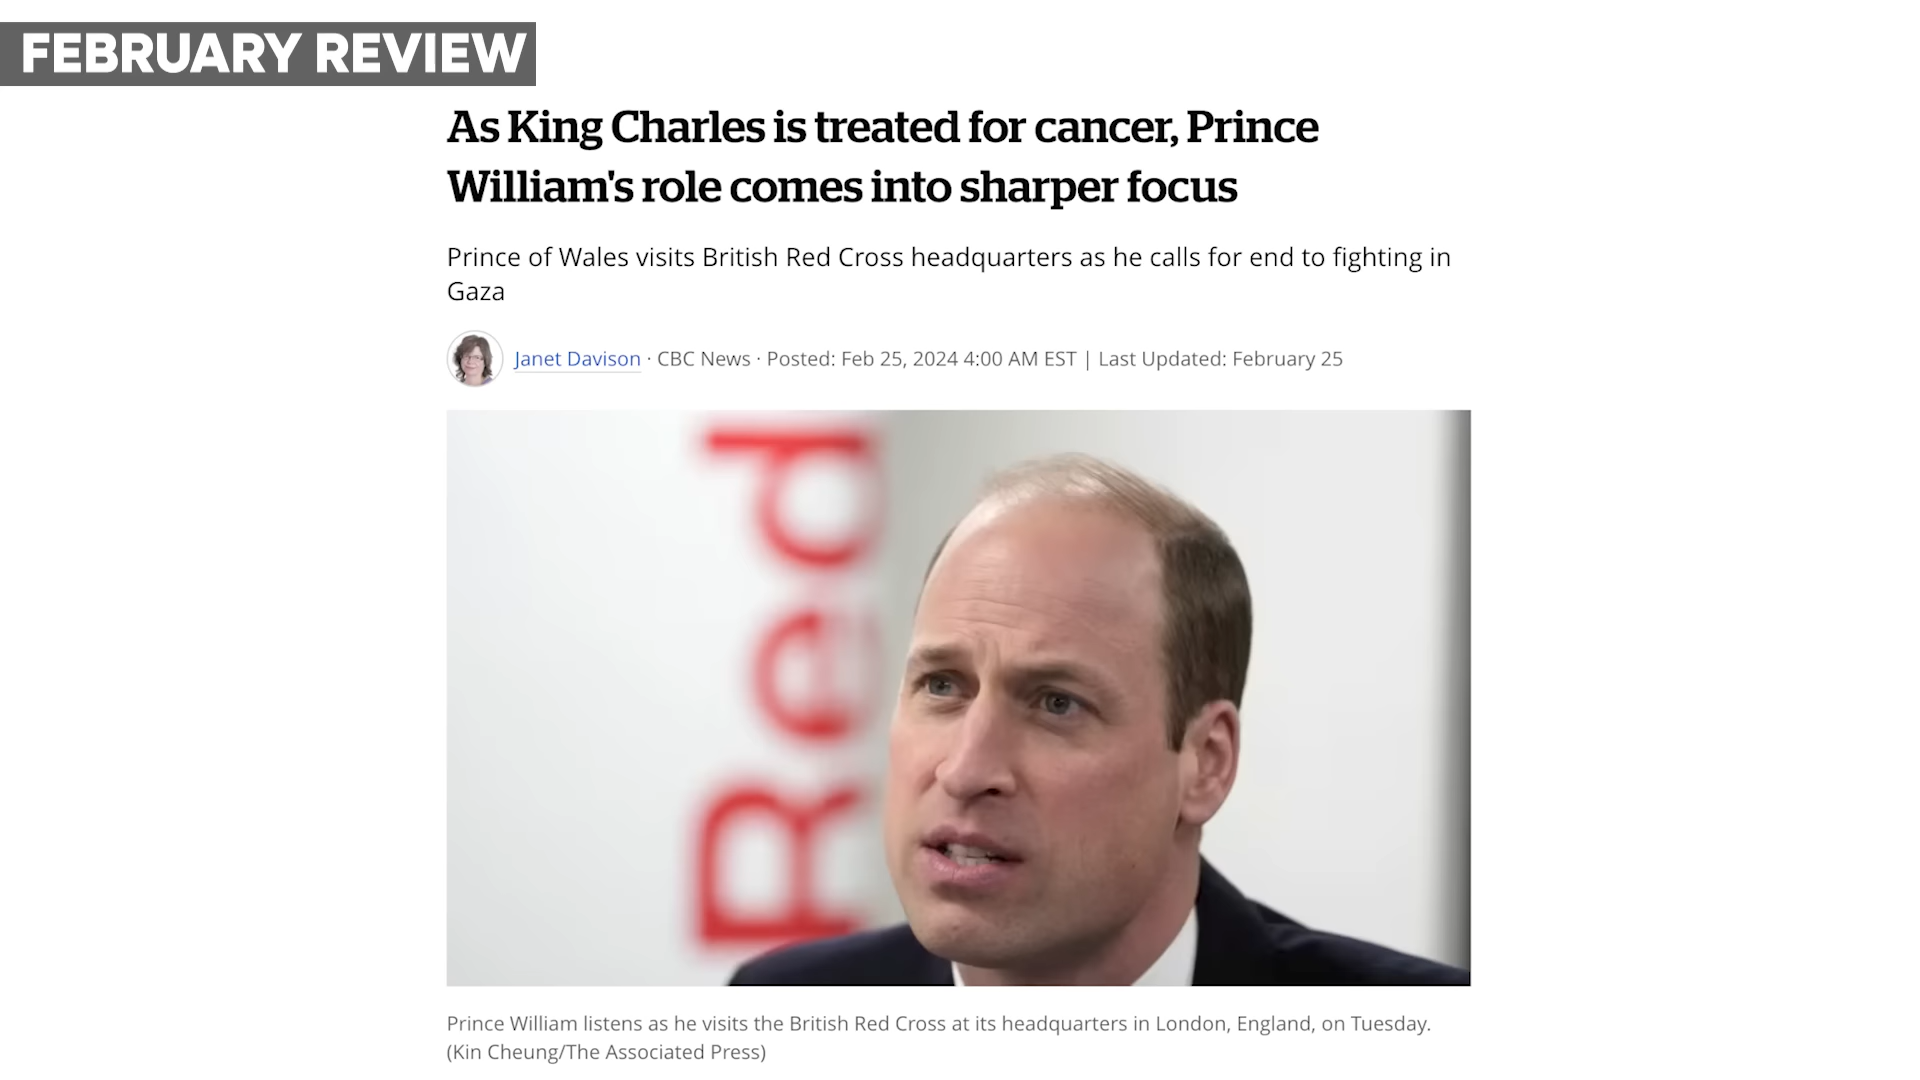 FEBRUARY REVIEW
As King Charles is treated for cancer, Prince
William's role comes into sharper focus
Prince of Wales visits British Red Cross headquarters as he calls for end to fighting in
Gaza
Janet Davison · CBC News · Posted: Feb 25, 2024 4:00 AM EST | Last Updated: February 25
Red
Prince William listens as he visits the British Red Cross at its headquarters in London, England, on Tuesday.
(Kin Cheung/The Associated Press)